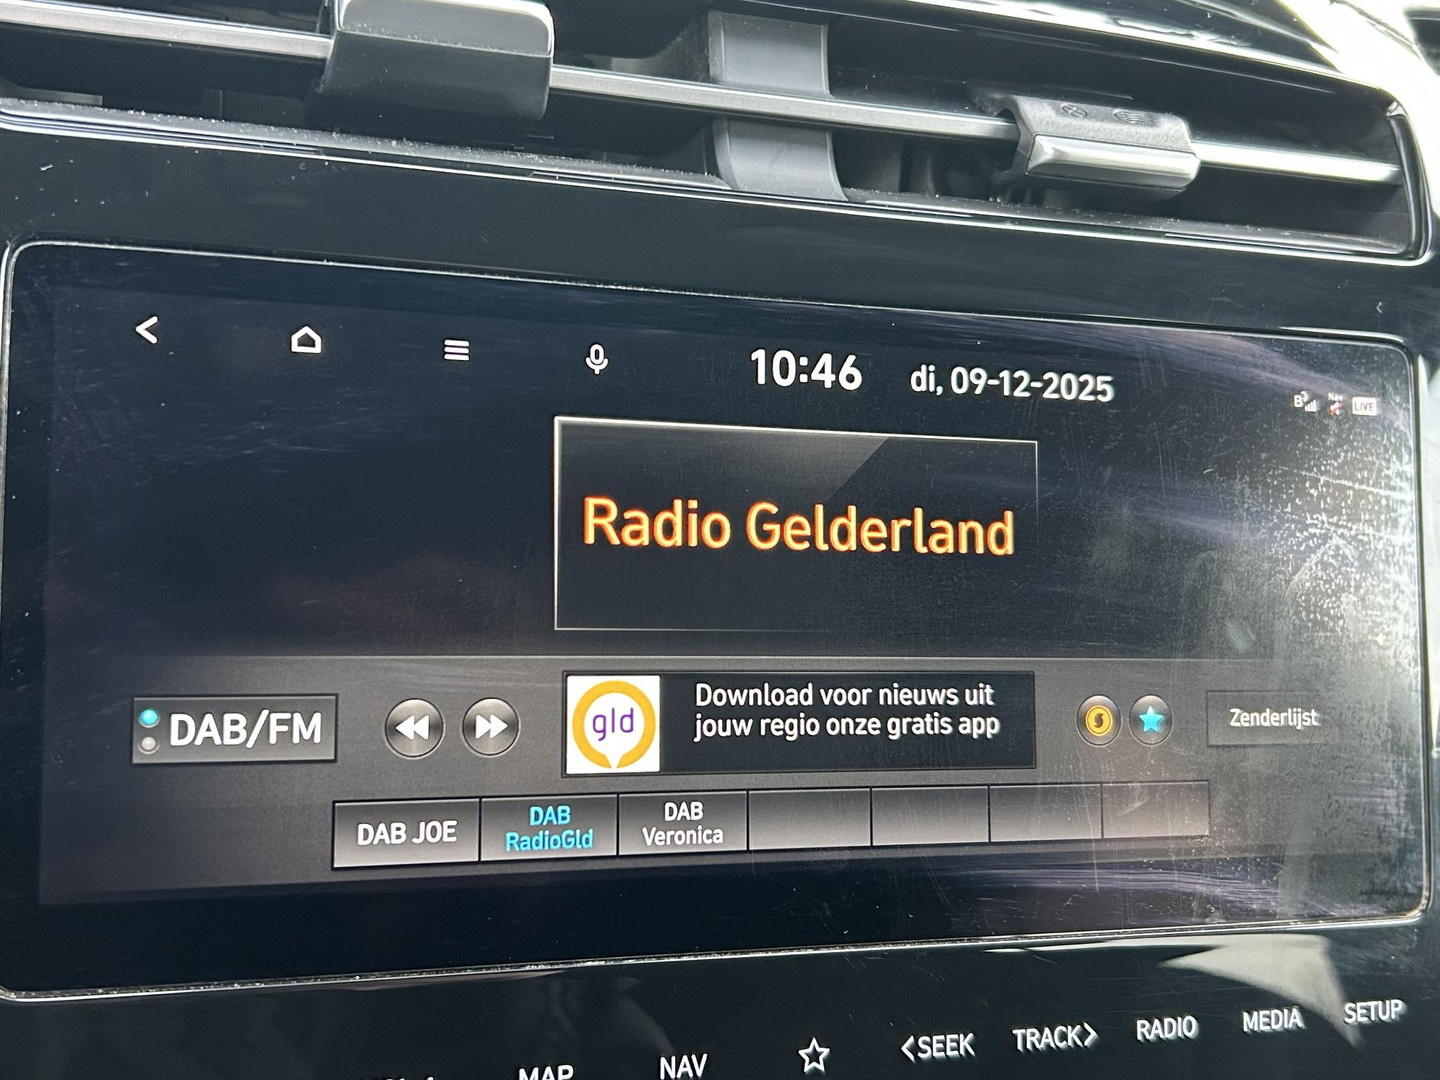 10:46
di, 09-12-2025
LIVE
Radio Gelderland
DAB/FM
gld
Download voor nieuws uit
jouw regio onze gratis app
Zenderlijst
DAB JOE
DAB
RadioGld
DAB
Veronica
MAP
NAV
<SEEK
TRACK>
RADIO
MEDIA
SETUP